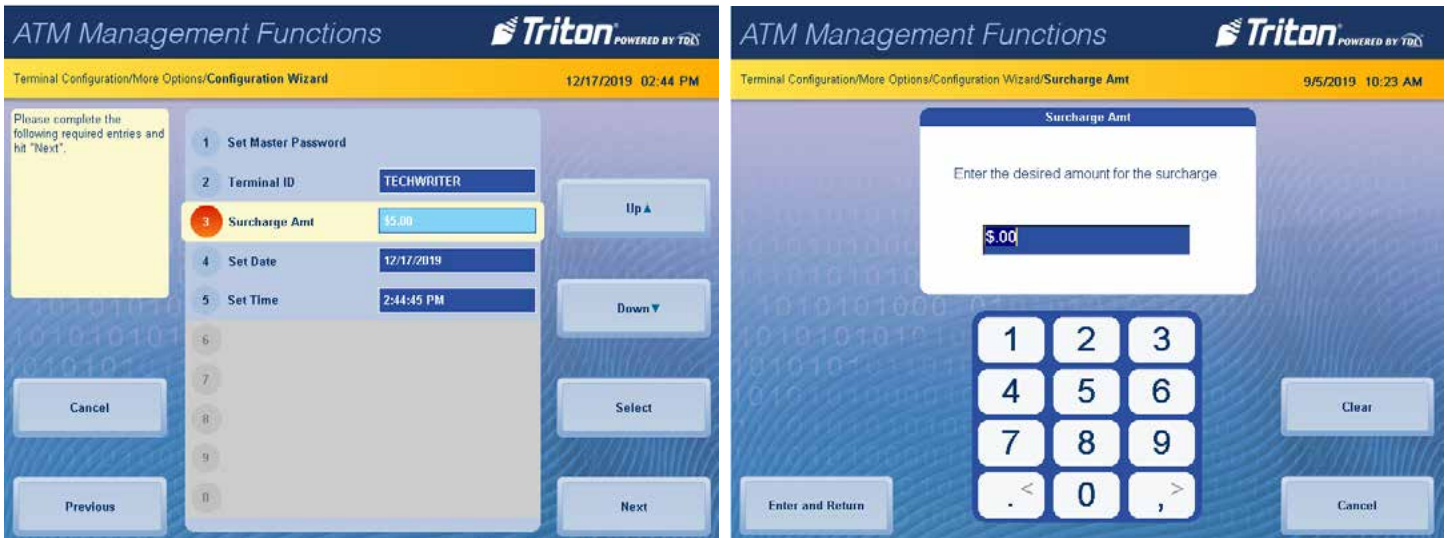 ATM Management Functions
Triton POWERED BY TDL
Terminal Configuration/More Options/Configuration Wizard
12/17/2019 02:44 PM
Please complete the
following required entries and
hit "Next".
1 Set Master Password
2 Terminal ID TECHWRITER
3 Surcharge Amt $5.00
4 Set Date 12/17/2019
5 Set Time 2:44:45 PM
6
7
8
9
0
Up
Down
Select
Next
Cancel
Previous
ATM Management Functions
Triton POWERED BY TDL
Terminal Configuration/More Options/Configuration Wizard/Surcharge Amt
9/5/2019 10:23 AM
Surcharge Amt
Enter the desired amount for the surcharge.
$.00
1 2 3
4 5 6
7 8 9
. < 0 , >
Clear
Enter and Return
Cancel